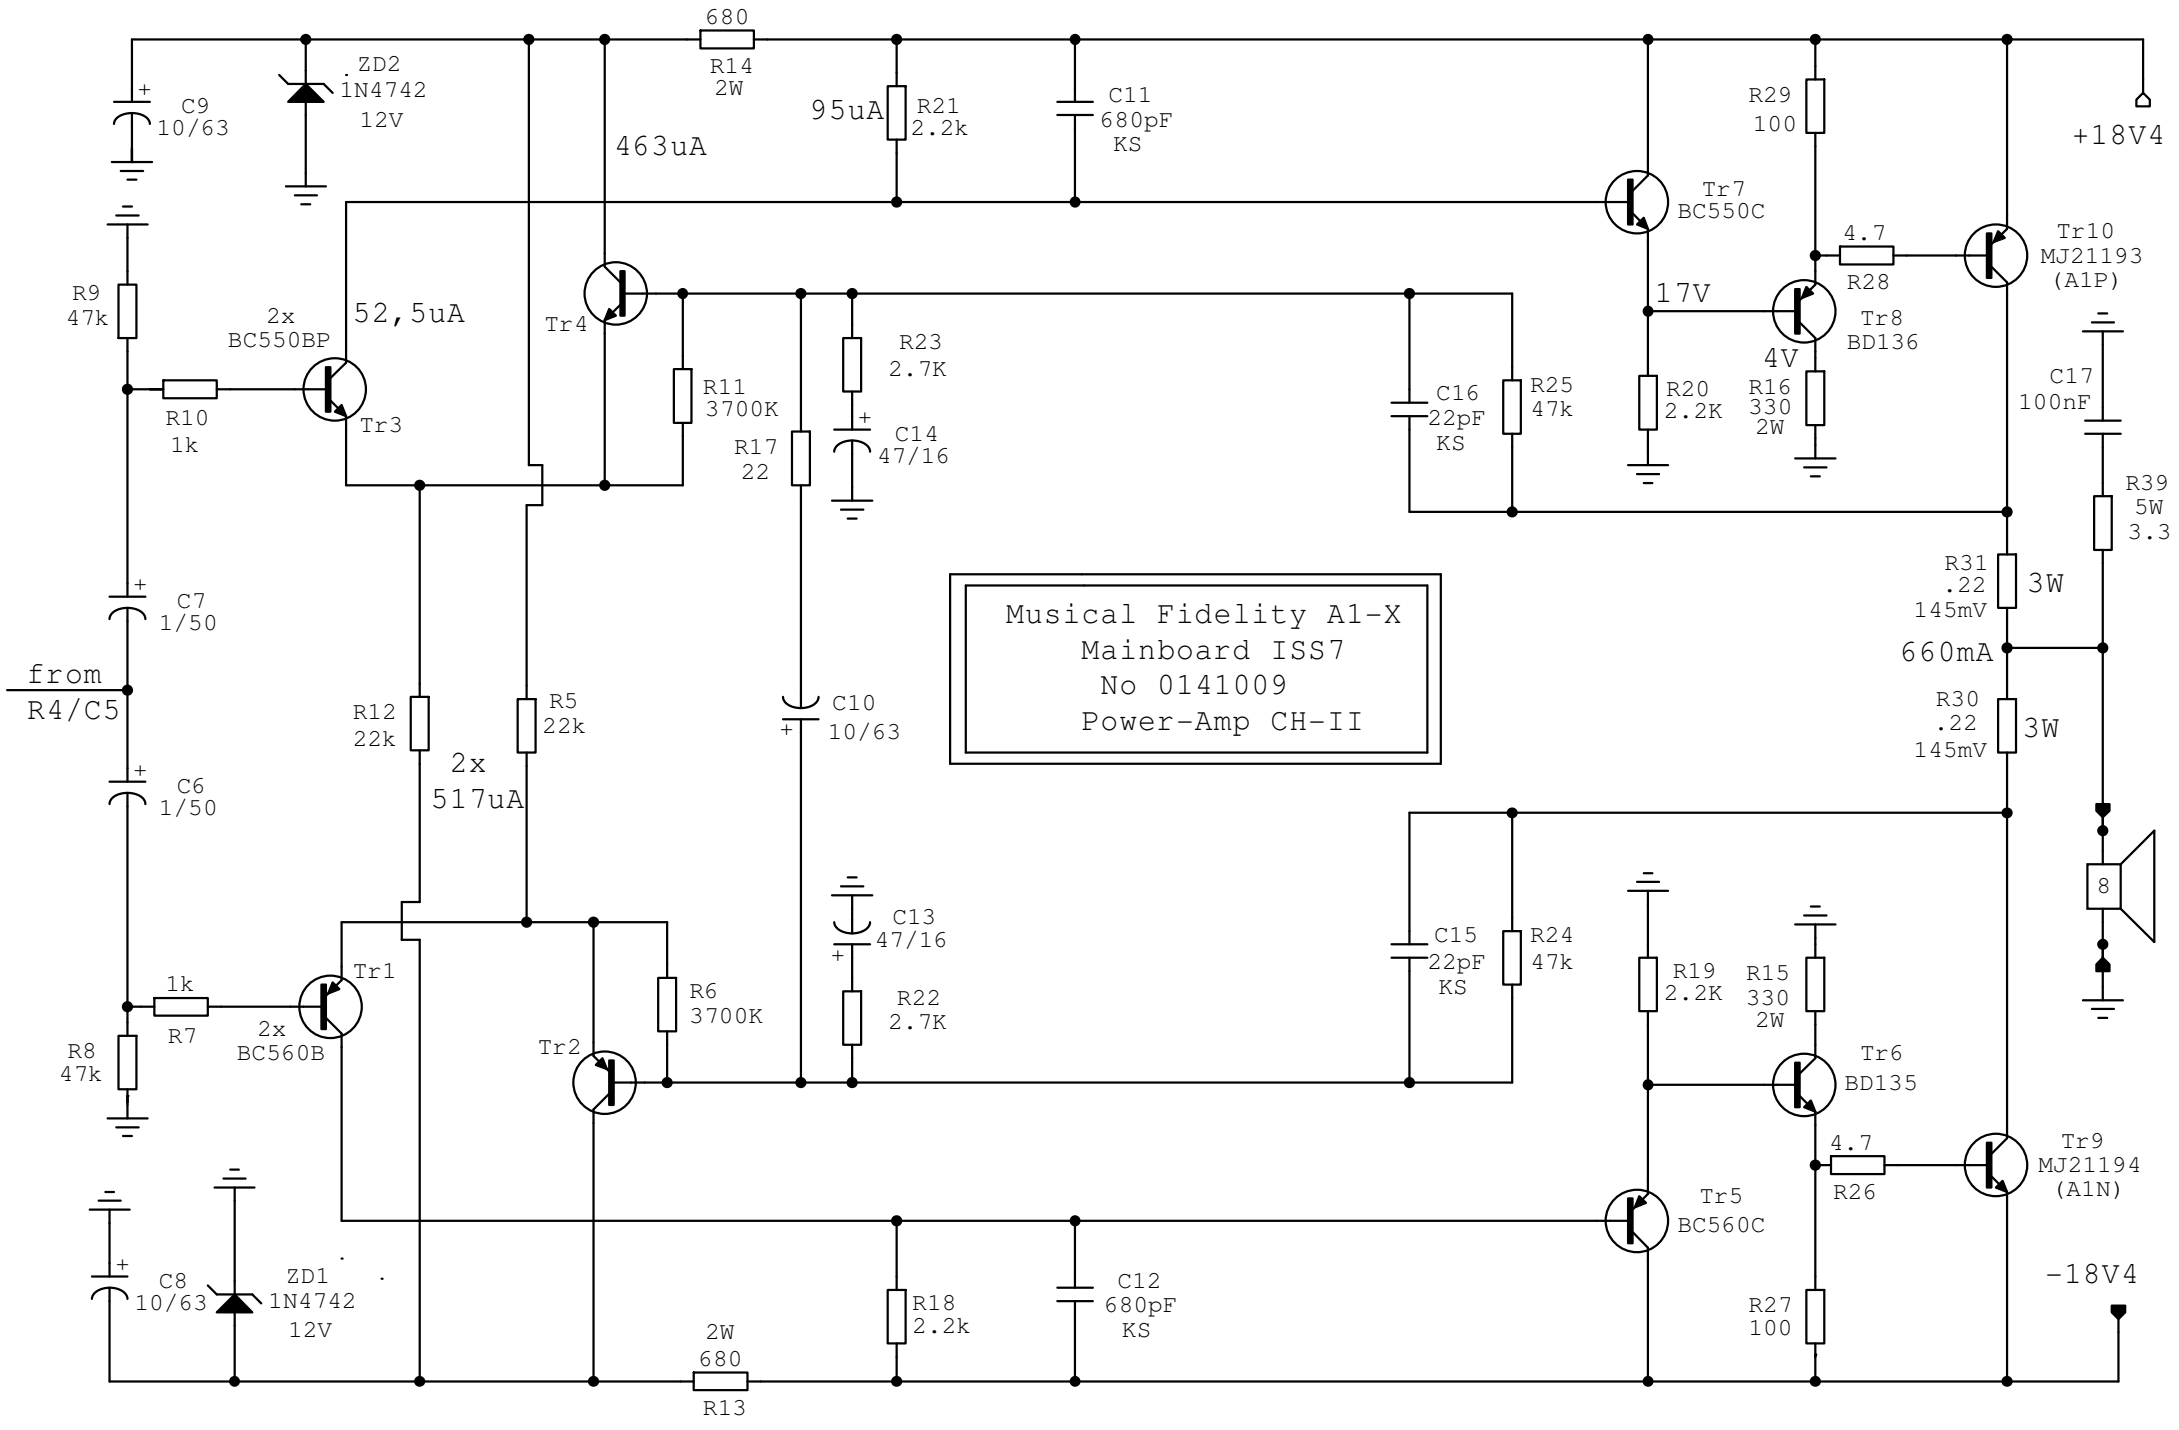 680
R14
2W
ZD2
1N4742
12V
+
C9
10/63
463uA
95uA
R21
2.2k
C11
680pF
KS
R29
100
+18V4
Tr7
BC550C
4.7
R28
Tr10
MJ21193
(A1P)
R9
47k
2x
BC550BP
52,5uA
Tr4
17V
Tr8
BD136
4V
R23
2.7K
R10
1k
Tr3
R11
3700K
R17
22
+
C14
47/16
C16
22pF
KS
R25
47k
R20
2.2K
R16
330
2W
C17
100nF
R39
5W
3.3
+
C7
1/50
Musical Fidelity A1-X
Mainboard ISS7
No 0141009
Power-Amp CH-II
R31
.22
145mV
3W
from
R4/C5
660mA
R12
22k
R5
22k
C10
+
10/63
R30
.22
145mV
3W
2x
517uA
+
C6
1/50
8
C13
47/16
+
C15
22pF
KS
R24
47k
R19
2.2K
R15
330
2W
1k
R7
Tr1
2x
BC560B
R6
3700K
R22
2.7K
R8
47k
Tr2
Tr6
BD135
4.7
R26
Tr9
MJ21194
(A1N)
Tr5
BC560C
+
C8
10/63
ZD1
1N4742
12V
R18
2.2k
C12
680pF
KS
R27
100
-18V4
2W
680
R13